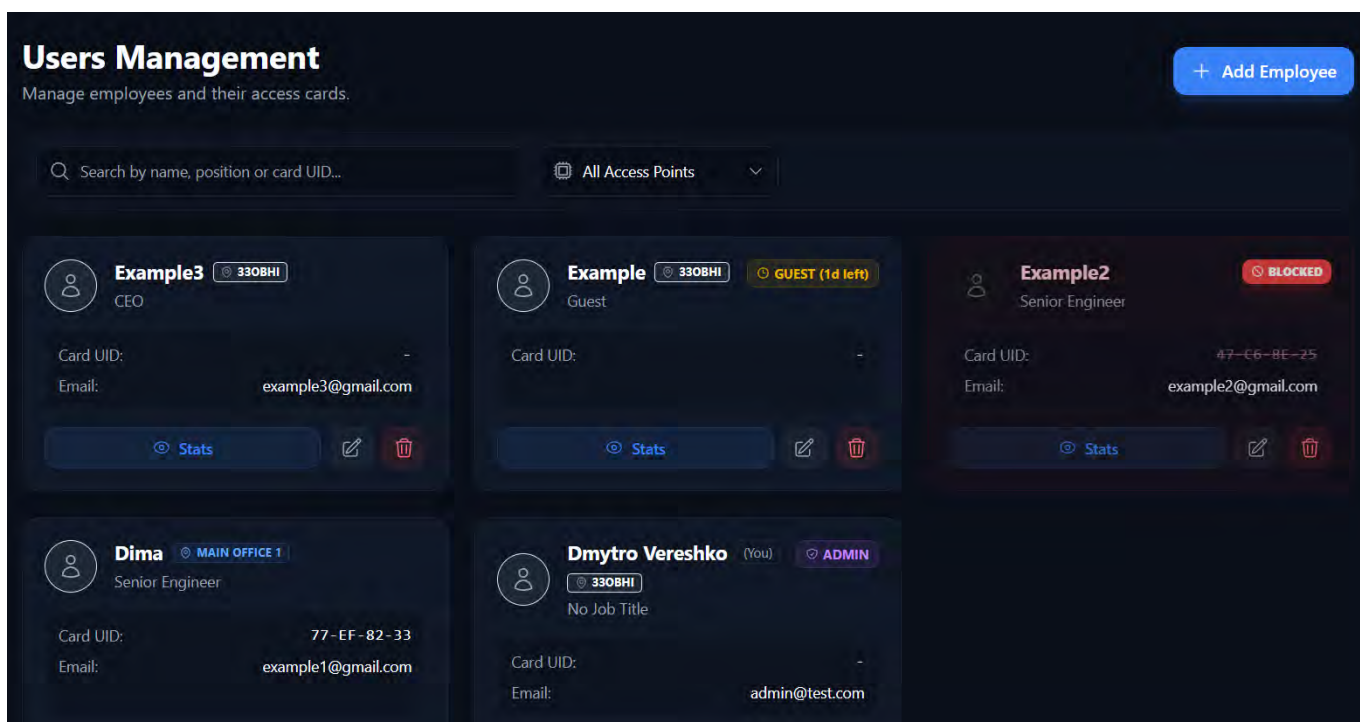 Users Management
+ Add Employee
Manage employees and their access cards.
Search by name, position or card UID...
All Access Points
Example3 ЗЗОВНІ
CEO
Card UID: -
Email: example3@gmail.com
Stats
Example ЗЗОВНІ GUEST (1d left)
Guest
Card UID: -
Stats
Example2 BLOCKED
Senior Engineer
Card UID: 47-C6-8E-25
Email: example2@gmail.com
Stats
Dima MAIN OFFICE 1
Senior Engineer
Card UID: 77-EF-82-33
Email: example1@gmail.com
Dmytro Vereshko (You) ADMIN
ЗЗОВНІ
No Job Title
Card UID: -
Email: admin@test.com